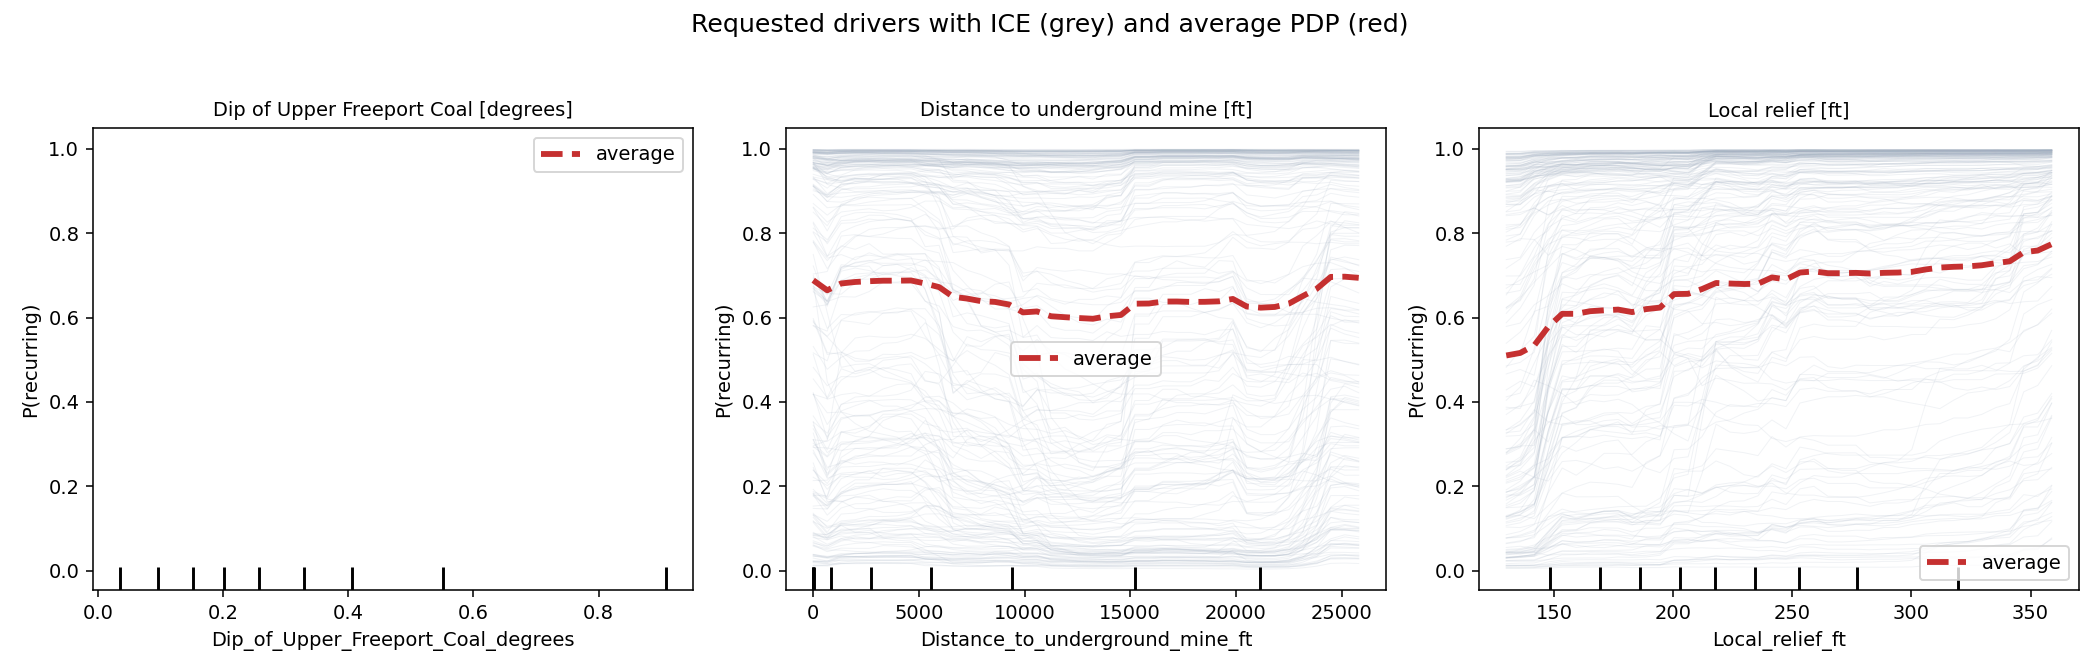 Requested drivers with ICE (grey) and average PDP (red)
Dip of Upper Freeport Coal [degrees]
P(recurring)
1.0
0.8
0.6
0.4
0.2
0.0
average
0.0 0.2 0.4 0.6 0.8
Dip_of_Upper_Freeport_Coal_degrees
Distance to underground mine [ft]
P(recurring)
1.0
0.8
0.6
0.4
0.2
0.0
average
0 5000 10000 15000 20000 25000
Distance_to_underground_mine_ft
Local relief [ft]
P(recurring)
1.0
0.8
0.6
0.4
0.2
0.0
average
150 200 250 300 350
Local_relief_ft